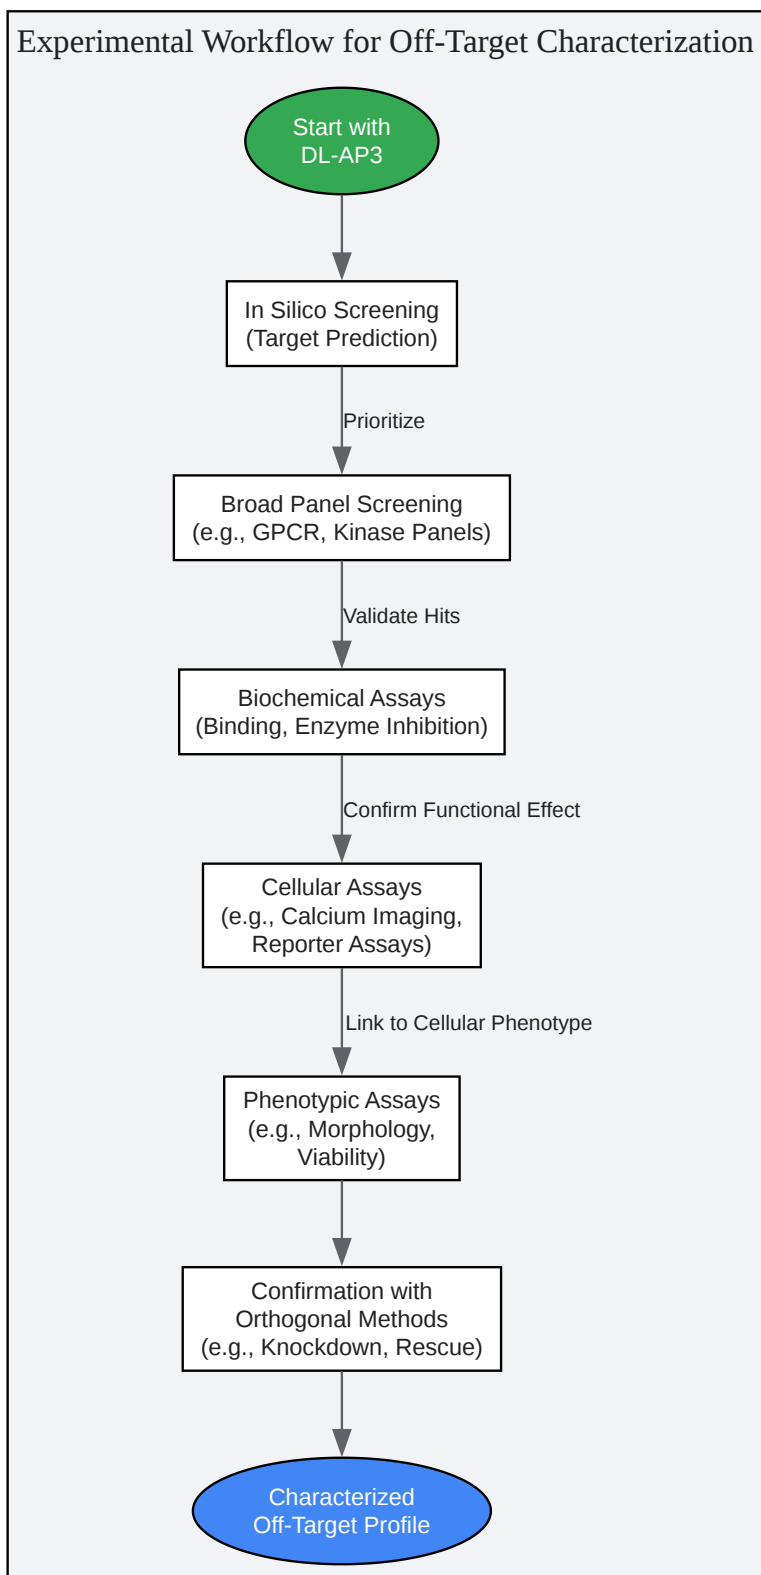 Experimental Workflow for Off-Target Characterization
Start with
DL-AP3
In Silico Screening
(Target Prediction)
Prioritize
Broad Panel Screening
(e.g., GPCR, Kinase Panels)
Validate Hits
Biochemical Assays
(Binding, Enzyme Inhibition)
Confirm Functional Effect
Cellular Assays
(e.g., Calcium Imaging,
Reporter Assays)
Link to Cellular Phenotype
Phenotypic Assays
(e.g., Morphology,
Viability)
Confirmation with
Orthogonal Methods
(e.g., Knockdown, Rescue)
Characterized
Off-Target Profile